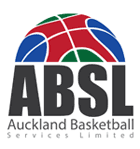 ABSL
Auckland Basketball
Services Limited